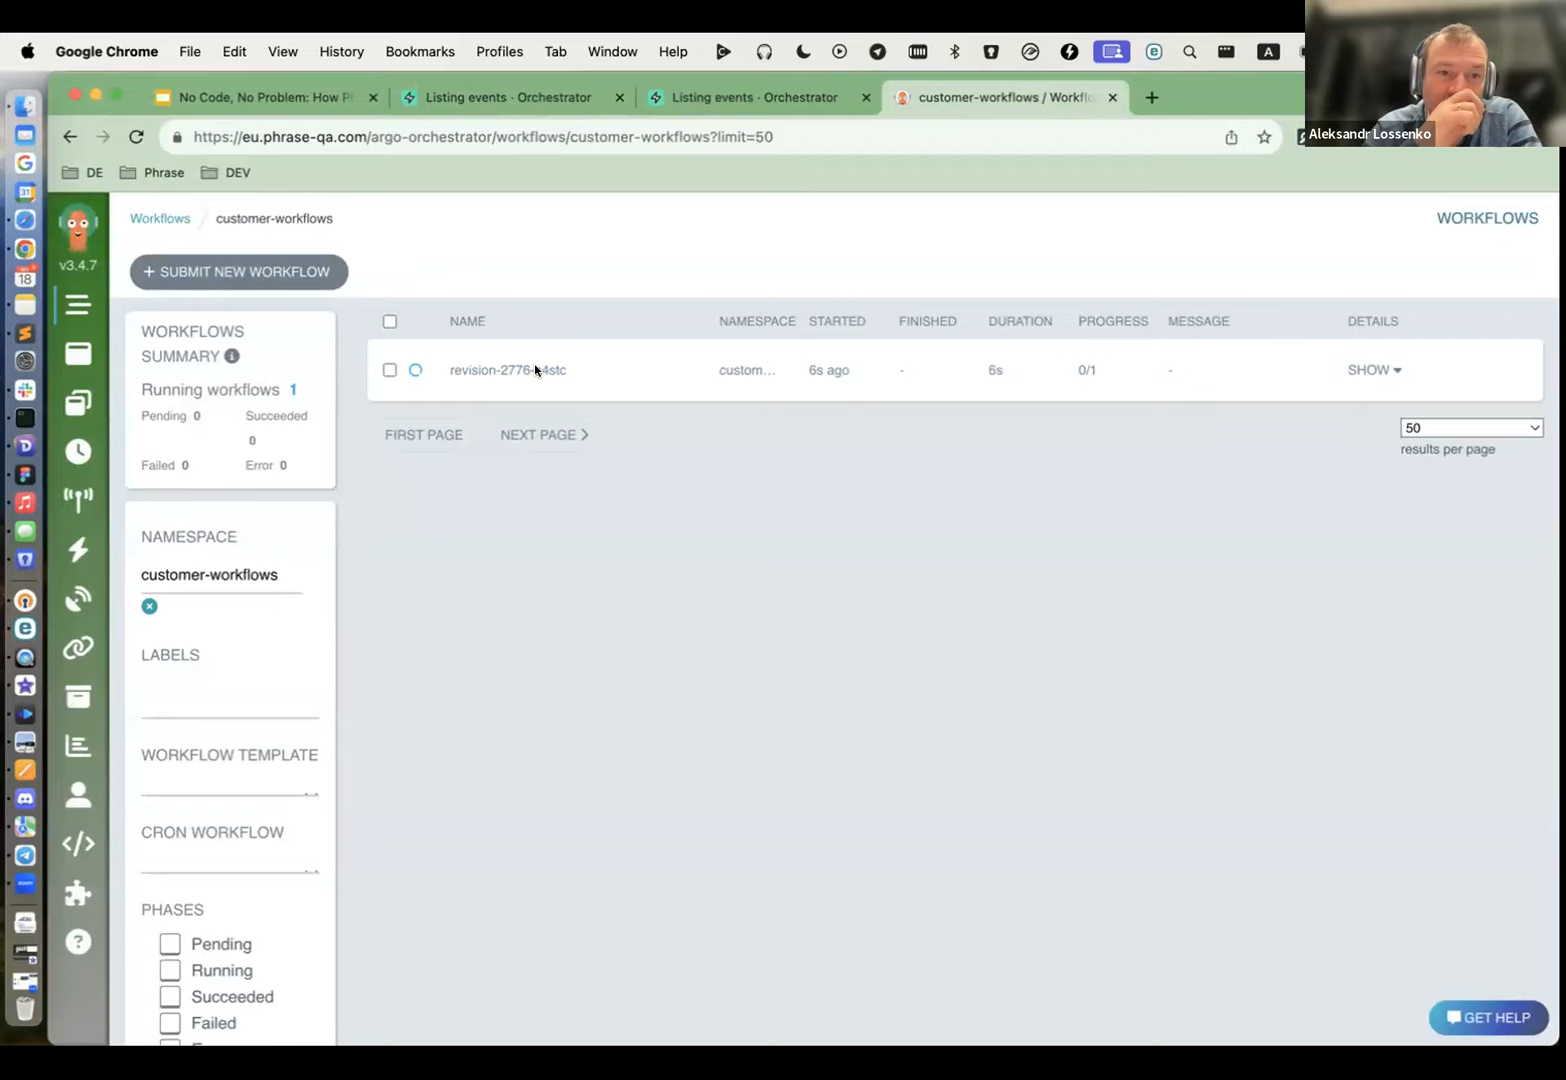 Google Chrome File Edit View History Bookmarks Profiles Tab Window Help A
18
No Code, No Problem: How P
Listing events · Orchestrator
Listing events · Orchestrator
customer-workflows / Workflo
https://eu.phrase-qa.com/argo-orchestrator/workflows/customer-workflows?limit=50
Aleksandr Lossenko
DE Phrase DEV
Workflows / customer-workflows
WORKFLOWS
v3.4.7
+ SUBMIT NEW WORKFLOW
WORKFLOWS
SUMMARY
Running workflows 1
Pending 0
Succeeded
0
Failed 0
Error 0
NAME NAMESPACE STARTED FINISHED DURATION PROGRESS MESSAGE DETAILS
custom... 6s ago - 6s 0/1 - SHOW
FIRST PAGE NEXT PAGE
50
results per page
NAMESPACE
customer-workflows
LABELS
WORKFLOW TEMPLATE
CRON WORKFLOW
PHASES
Pending
Running
Succeeded
Failed
GET HELP